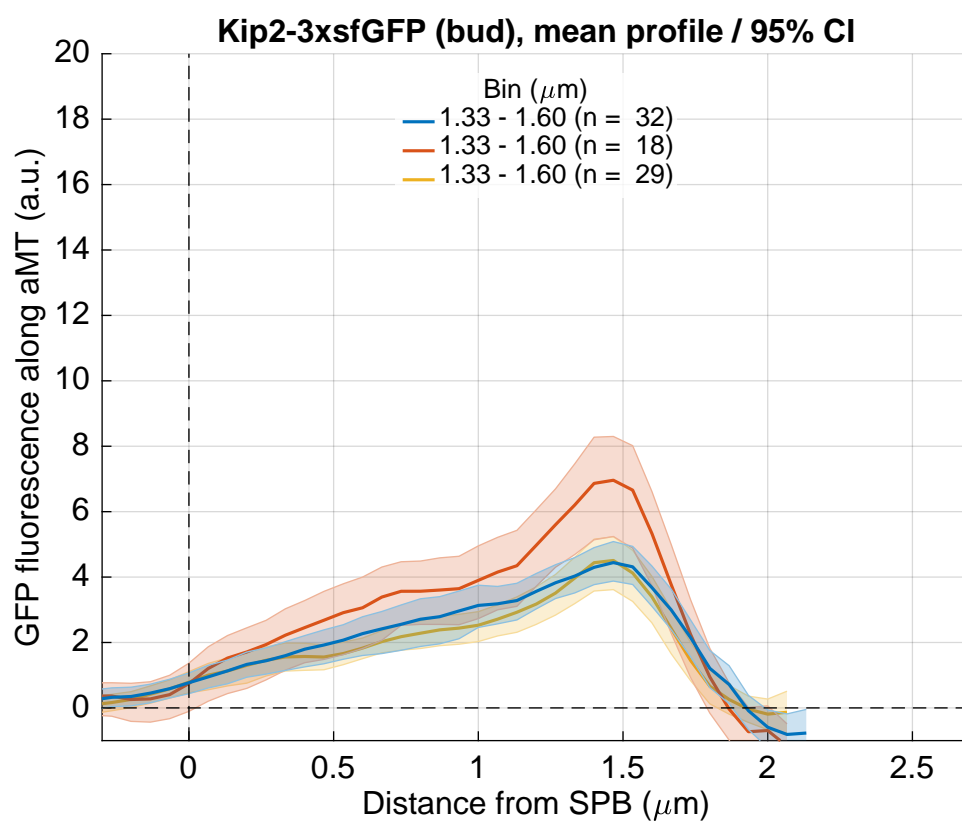 Kip2-3xsfGFP (bud), mean profile / 95% CI
20
18
16
14
12
10
8
6
4
2
0
GFP fluorescence along aMT (a.u.)
Bin (μm)
1.33 - 1.60 (n = 32)
1.33 - 1.60 (n = 18)
1.33 - 1.60 (n = 29)
0 0.5 1 1.5 2 2.5
Distance from SPB (μm)